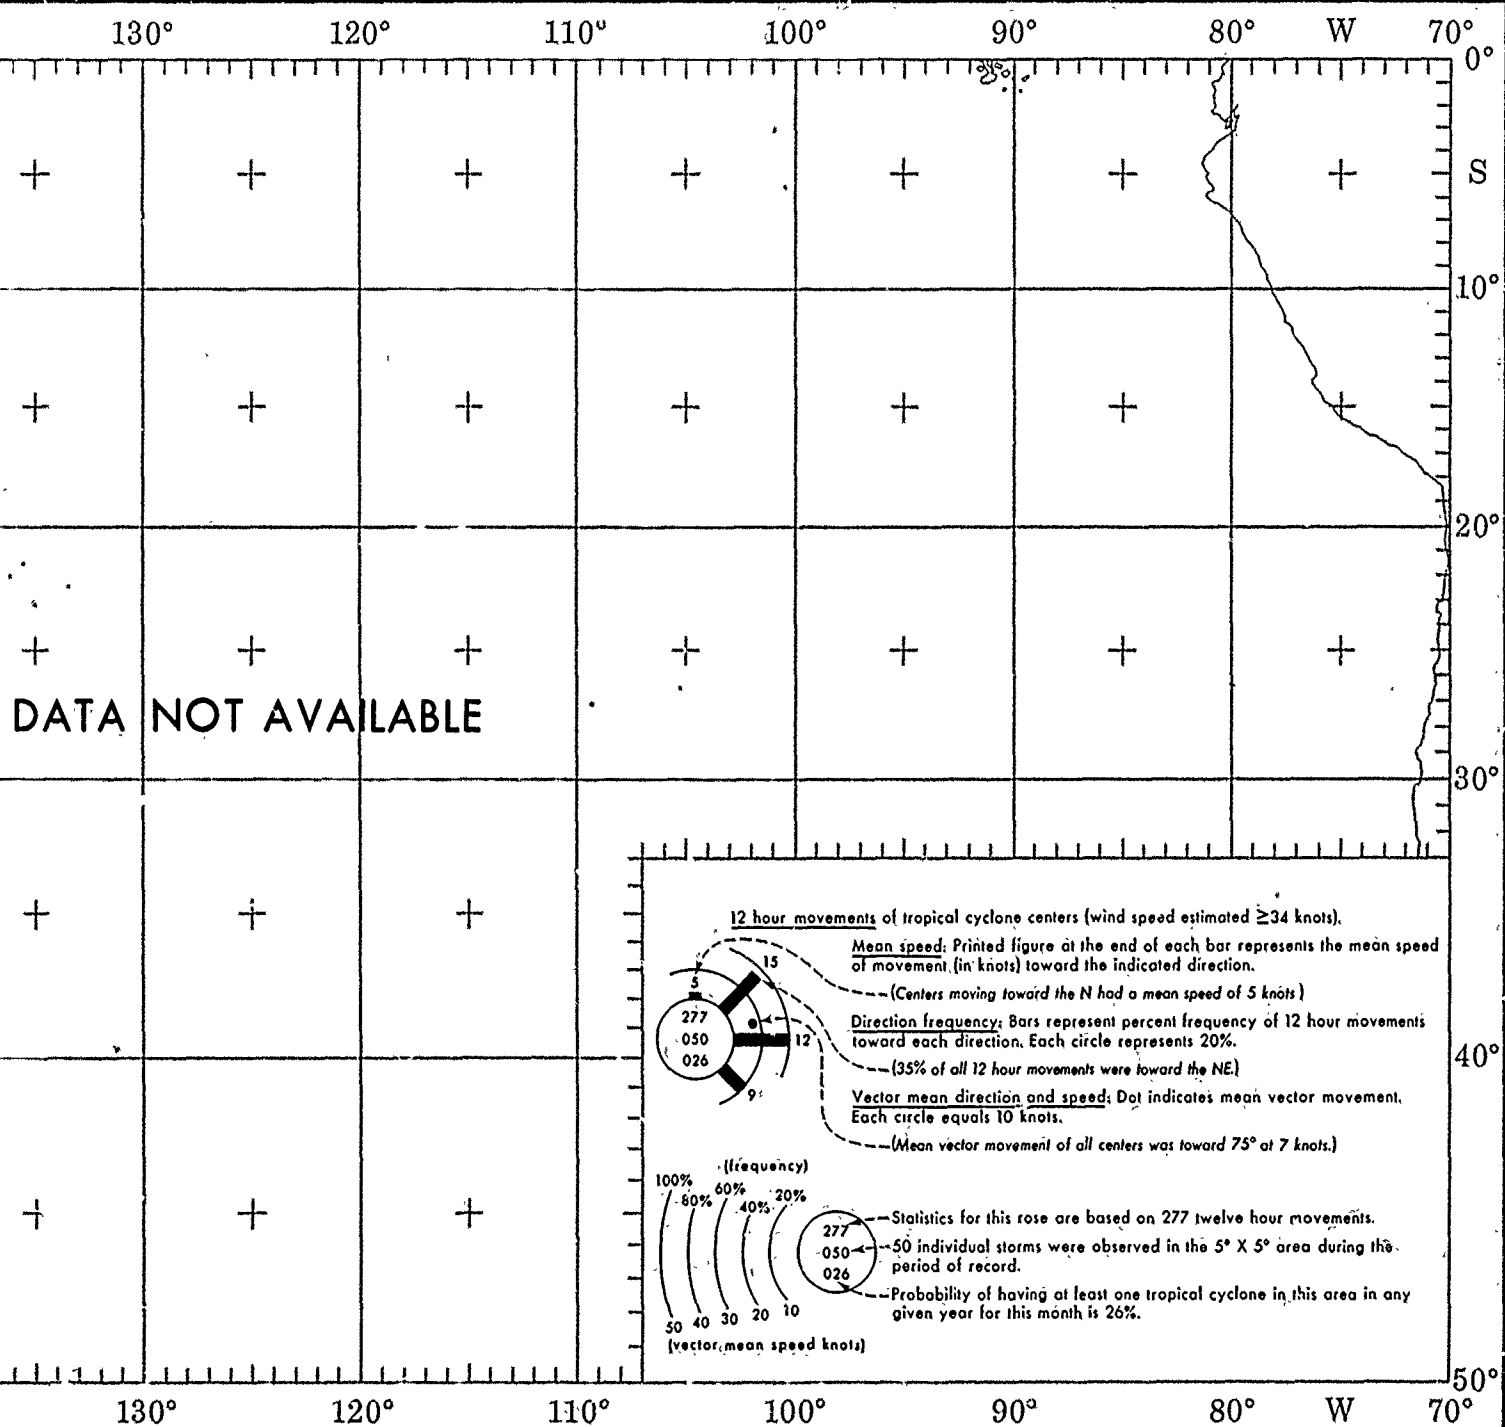 130° 120° 110° 100° 90° 80° W 70°
0°
S
10°
20°
DATA NOT AVAILABLE
30°
12 hour movements of tropical cyclone centers (wind speed estimated ≥34 knots).
Mean speed: Printed figure at the end of each bar represents the mean speed
of movement (in knots) toward the indicated direction.
(Centers moving toward the N had a mean speed of 5 knots)
Direction frequency: Bars represent percent frequency of 12 hour movements
toward each direction. Each circle represents 20%.
(35% of all 12 hour movements were toward the NE.)
Vector mean direction and speed: Dot indicates mean vector movement.
Each circle equals 10 knots.
(Mean vector movement of all centers was toward 75° at 7 knots.)
15
5
277
050
026
12
9
40°
(frequency)
100% 80% 60% 40% 20%
50 40 30 20 10
(vector mean speed knots)
277
050
026
Statistics for this rose are based on 277 twelve hour movements.
50 individual storms were observed in the 5° X 5° area during the
period of record.
Probability of having at least one tropical cyclone in this area in any
given year for this month is 26%.
50°
130° 120° 110° 100° 90° 80° W 70°